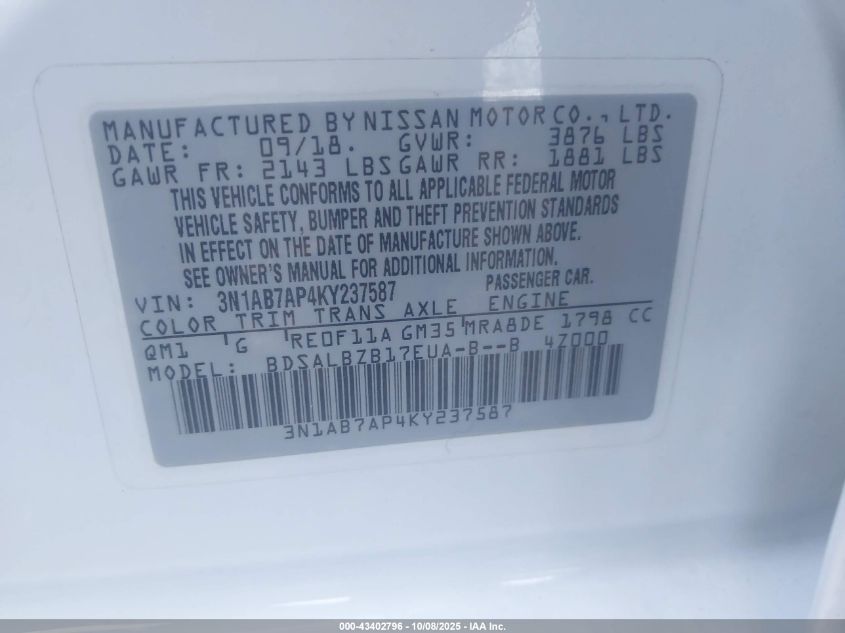 MANUFACTURED BY NISSAN MOTOR CO., LTD.
DATE: 09/18. GVWR: 3876 LBS
GAWR FR: 2143 LBS GAWR RR: 1881 LBS
THIS VEHICLE CONFORMS TO ALL APPLICABLE FEDERAL MOTOR
VEHICLE SAFETY, BUMPER AND THEFT PREVENTION STANDARDS
IN EFFECT ON THE DATE OF MANUFACTURE SHOWN ABOVE.
SEE OWNER'S MANUAL FOR ADDITIONAL INFORMATION.
VIN: 3N1AB7AP4KY237587 PASSENGER CAR.
COLOR TRIM TRANS AXLE ENGINE
QM1 G RE0F11A GM35 MRA8DE 1798 CC
MODEL: BDSALBZB17EUA-B--B 4Z000
3N1AB7AP4KY237587
000-43402796 - 10/08/2025 - IAA Inc.